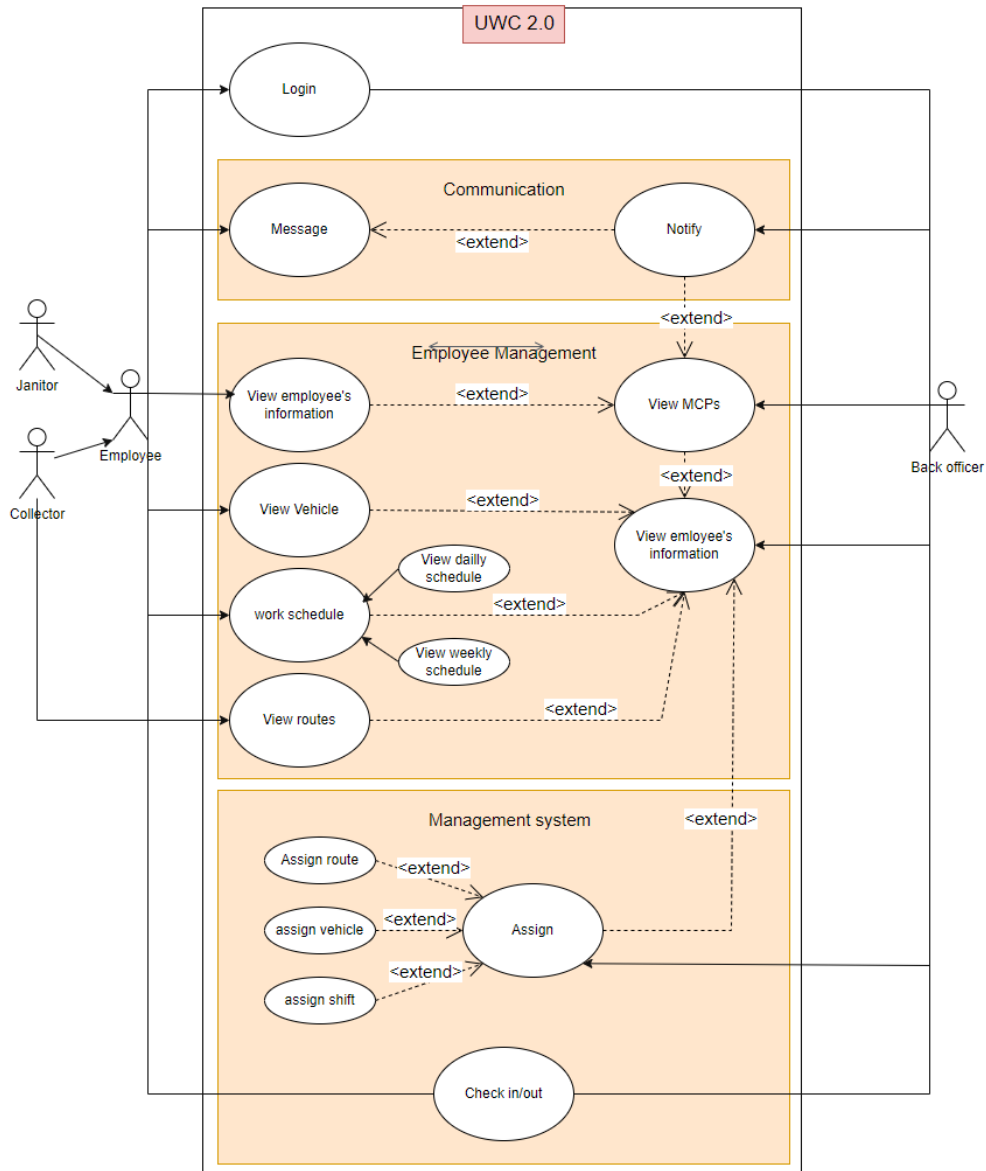 UWC 2.0
Login
Communication
Message
<extend>
Notify
<extend>
Janitor
Employee Management
View employee's
information
<extend>
View MCPs
Employee
Back officer
Collector
<extend>
View Vehicle
<extend>
View emloyee's
information
View dailly
schedule
work schedule
<extend>
View weekly
schedule
View routes
<extend>
Management system
<extend>
Assign route
<extend>
assign vehicle
<extend>
Assign
<extend>
assign shift
Check in/out